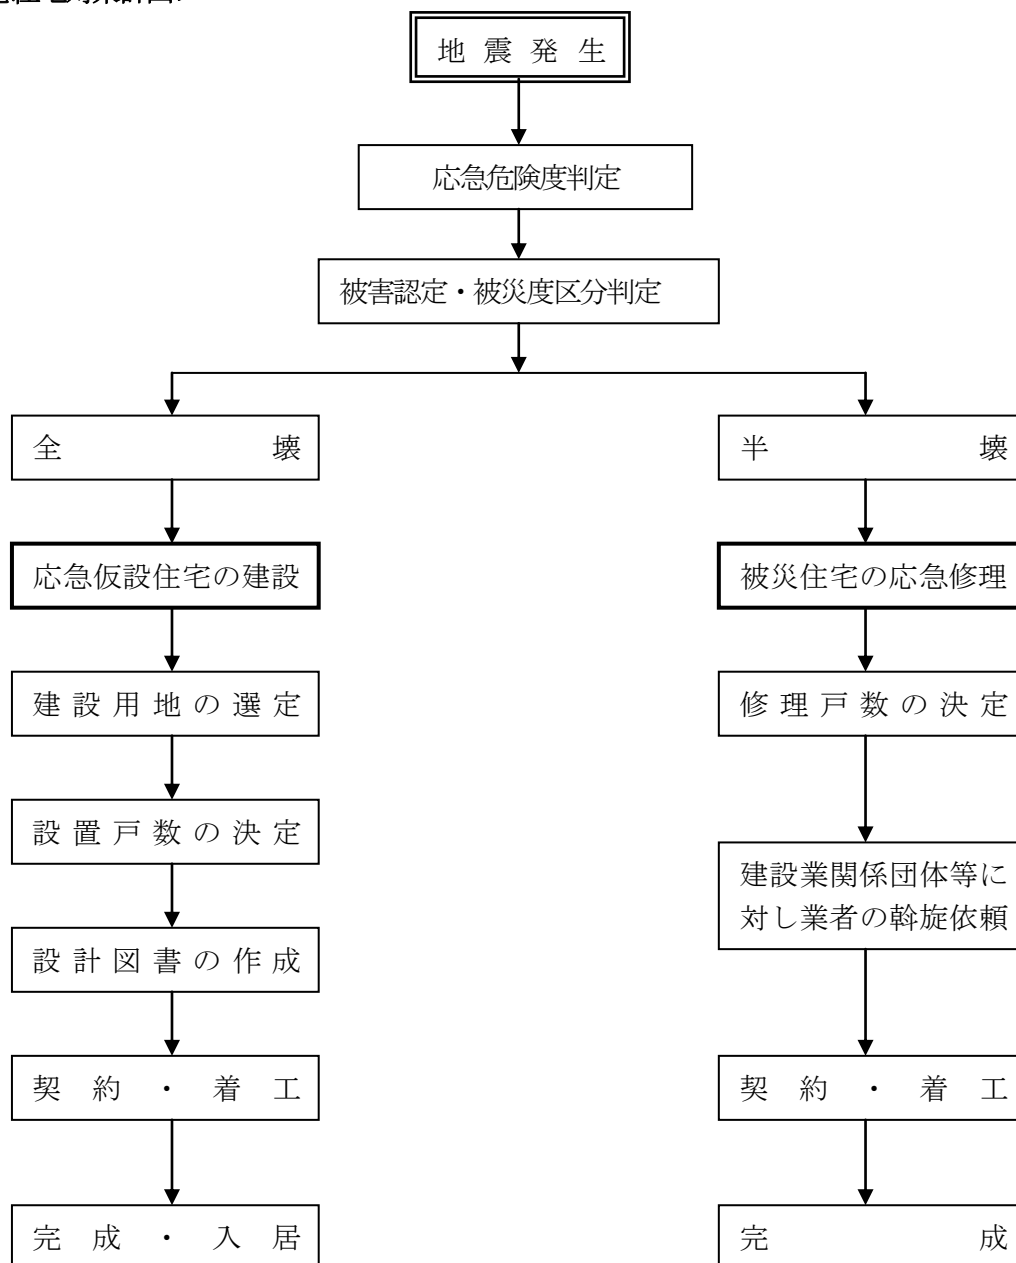 地震発生
応急危険度判定
被害認定・被災度区分判定
全壊
応急仮設住宅の建設
建設用地の選定
設置戸数の決定
設計図書の作成
契約・着工
完成・入居
半壊
被災住宅の応急修理
修理戸数の決定
建設業関係団体等に
対し業者の斡旋依頼
契約・着工
完成